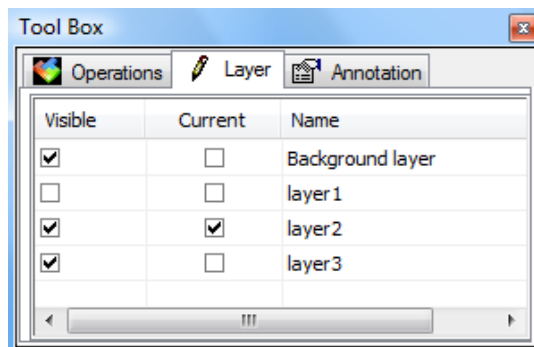 Tool Box
Operations Layer Annotation
Visible Current Name
Background layer
layer1
layer2
layer3